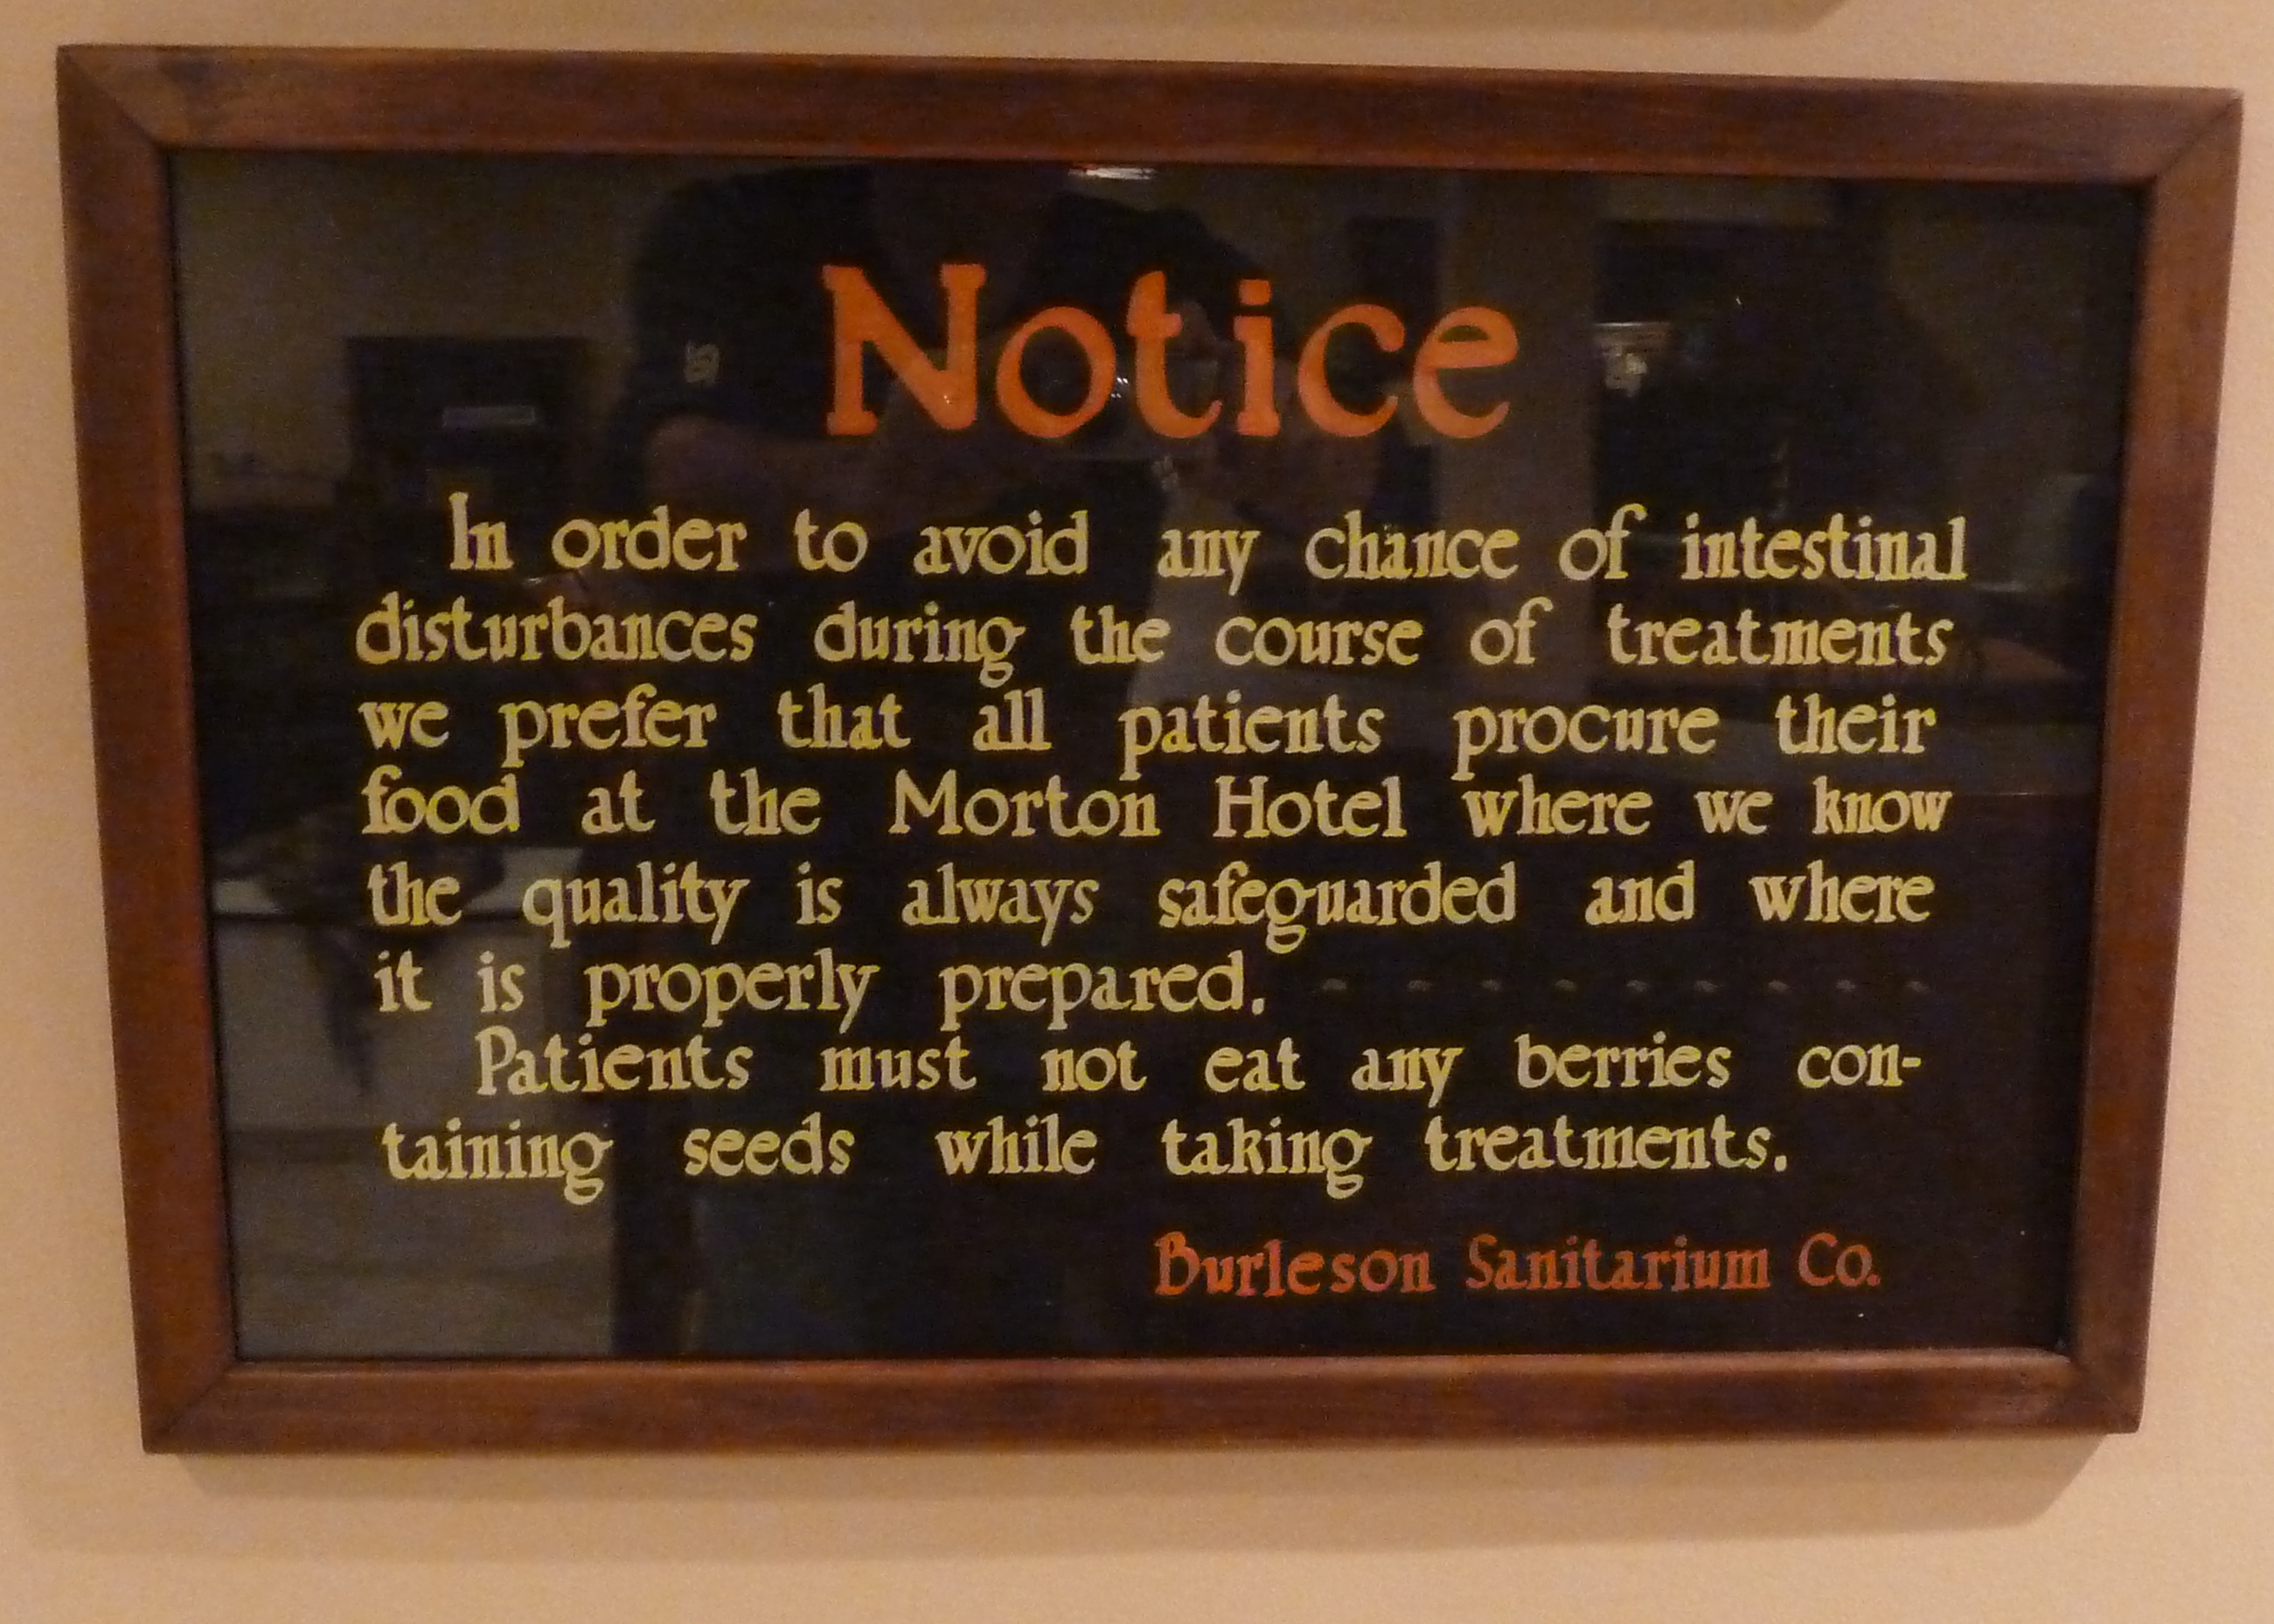 Notice
In order to avoid any chance of intestinal
disturbances during the course of treatments
we prefer that all patients procure their
food at the Morton Hotel where we know
the quality is always safeguarded and where
it is properly prepared. - - - - - - - - -
Patients must not eat any berries con-
taining seeds while taking treatments.
Burleson Sanitarium Co.